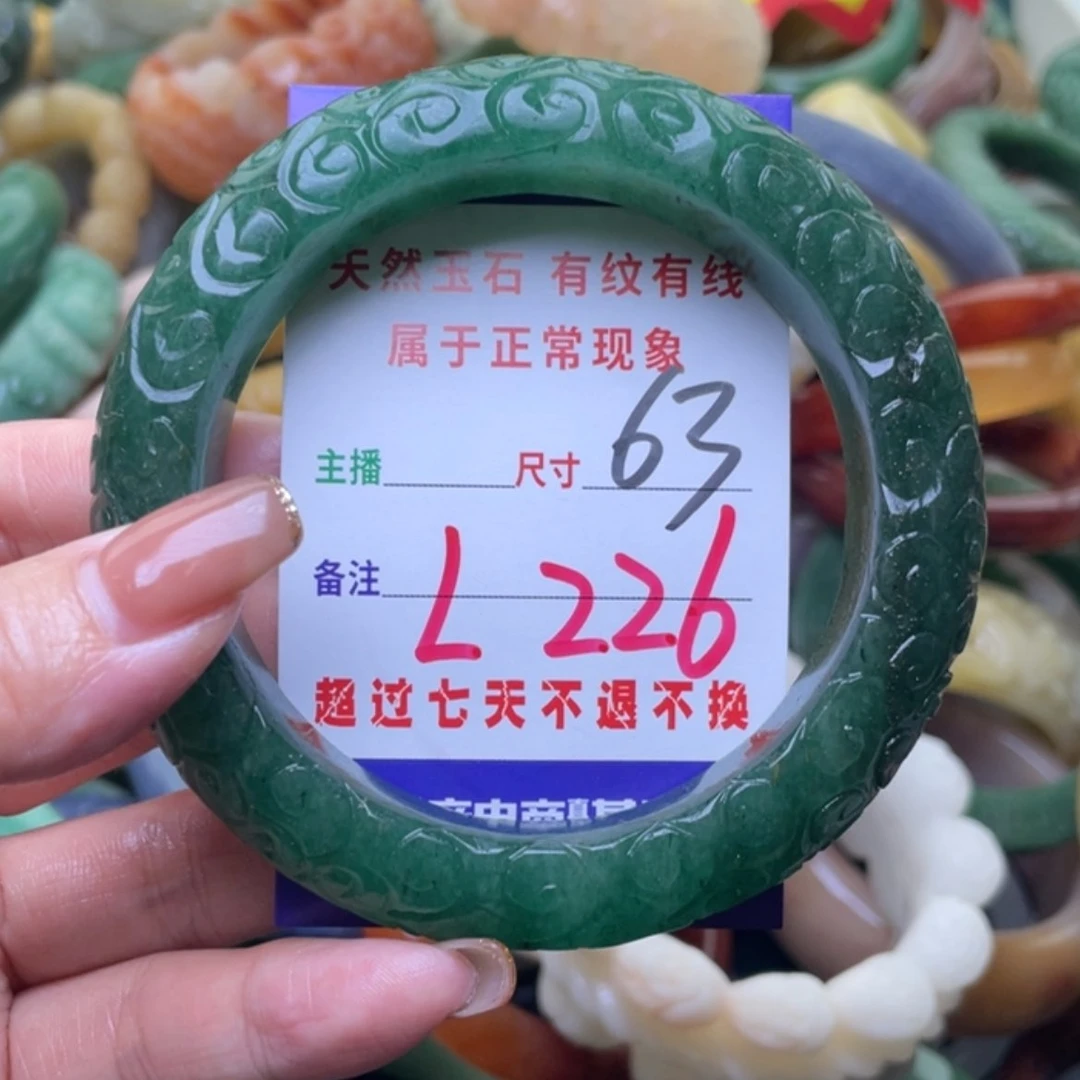 天然玉石 有纹有线
属于正常现象
主播 尺寸 63
备注 L 226
超过七天不退不换